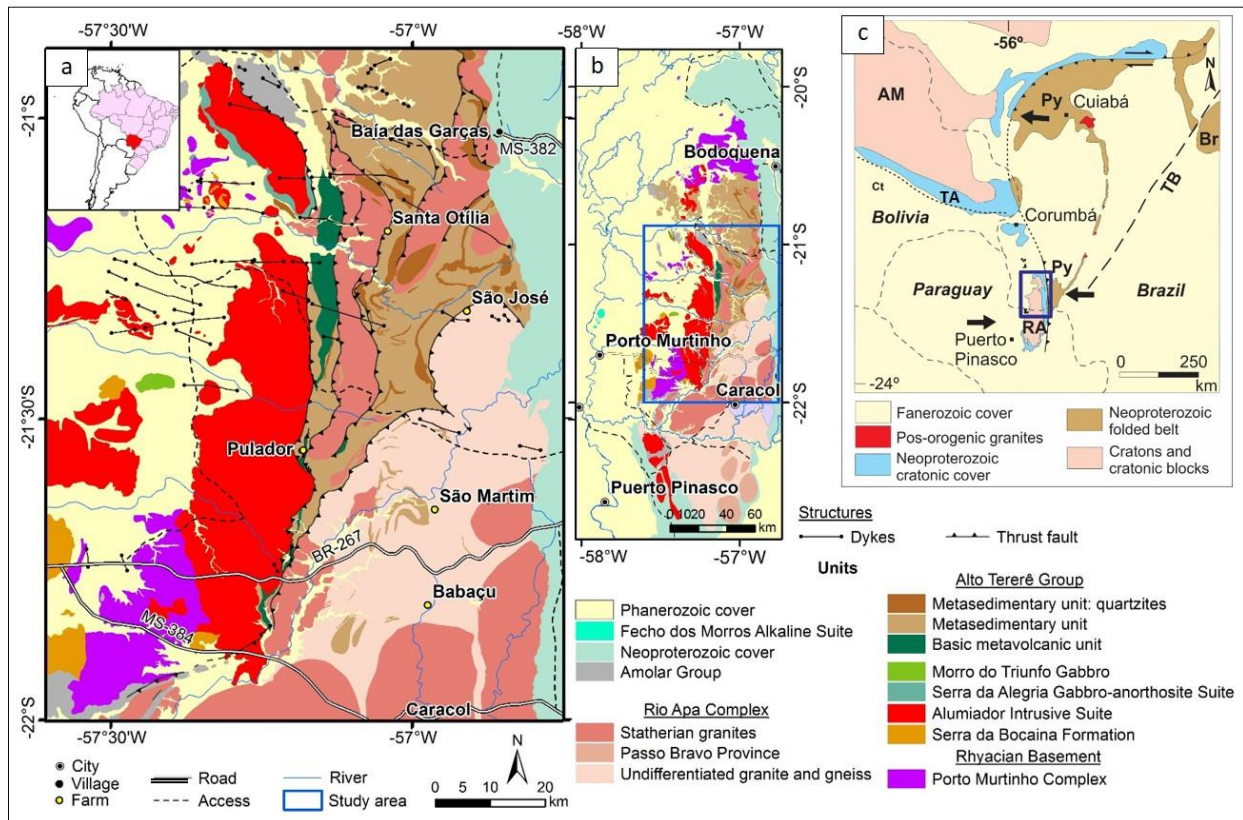 a
-57°30'W
-57°W
21°S
-21°30'S
-22°S
-57°30'W
-57°W
Baía das Garças
MS-382
Santa Otília
São José
Pulador
São Martim
BR-267
Babaçu
MS-384
Caracol
City
Village
Farm
Road
Access
River
Study area
N
0
10
20
km
b
-58°W
-57°W
-20°S
-21°S
-22°S
Bodoquena
Porto Murtinho
Caracol
Puerto Pinasco
0 1020 40 60
km
-58°W
-57°W
c
-56°
N
AM
Py
Cuiabá
Br
TB
Ct
TA
Bolivia
Corumbá
Py
Paraguay
Brazil
RA
Puerto
Pinasco
0
250
km
-24°
Fanerozoic cover
Pos-orogenic granites
Neoproterozoic
cratonic cover
Neoproterozoic
folded belt
Cratons and
cratonic blocks
Structures
Dykes
Thrust fault
Units
Phanerozoic cover
Fecho dos Morros Alkaline Suite
Neoproterozoic cover
Amolar Group
Rio Apa Complex
Statherian granites
Passo Bravo Province
Undifferentiated granite and gneiss
Alto Tererê Group
Metasedimentary unit: quartzites
Metasedimentary unit
Basic metavolcanic unit
Morro do Triunfo Gabbro
Serra da Alegria Gabbro-anorthosite Suite
Alumiador Intrusive Suite
Serra da Bocaina Formation
Rhyacian Basement
Porto Murtinho Complex